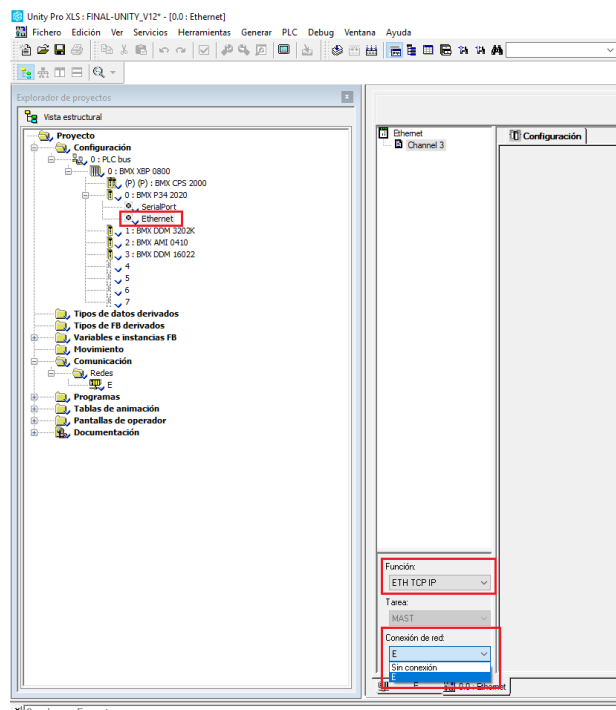 Unity Pro XLS : FINAL-UNITY_V12* - [0.0 : Ethernet]
Fichero Edición Ver Servicios Herramientas Generar PLC Debug Ventana Ayuda
Explorador de proyectos
Vista estructural
Proyecto
Configuración
0 : PLC bus
0 : BMX XBP 0800
(P) (P) : BMX CPS 2000
0 : BMX P34 2020
SerialPort
Ethernet
1 : BMX DDM 3202K
2 : BMX AMI 0410
3 : BMX DDM 16022
4
5
6
7
Tipos de datos derivados
Tipos de FB derivados
Variables e instancias FB
Movimiento
Comunicación
Redes
E
Programas
Tablas de animación
Pantallas de operador
Documentación
Ethernet
Channel 3
Configuración
Función:
ETH TCP IP
Tarea:
MAST
Conexión de red:
E
Sin conexión
E
E
0.0 : Ethernet